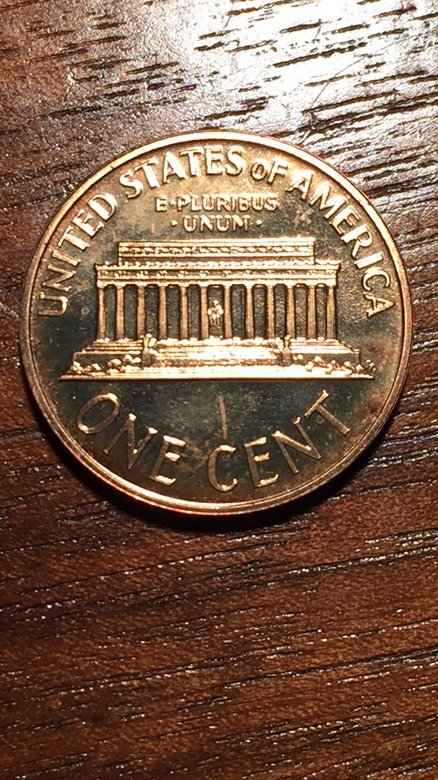 UNITED STATES OF AMERICA
E·PLURIBUS
·UNUM·
ONE CENT